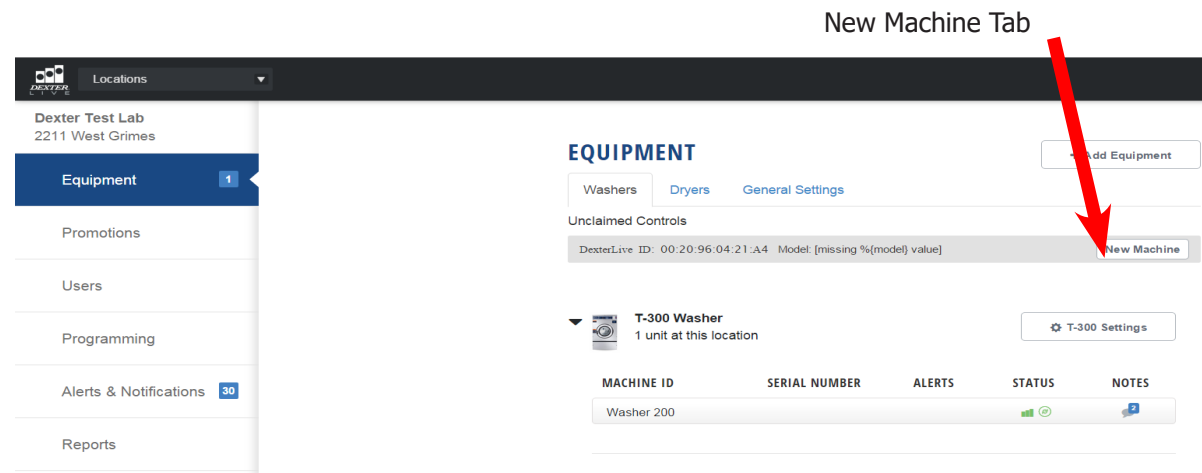 New Machine Tab
DEXTER
LIVE
Locations
Dexter Test Lab
2211 West Grimes
Equipment 1
Promotions
Users
Programming
Alerts & Notifications 30
Reports
EQUIPMENT
Add Equipment
Washers Dryers General Settings
Unclaimed Controls
DexterLive ID: 00:20:96:04:21:A4 Model: [missing %{model} value]
New Machine
T-300 Washer
1 unit at this location
T-300 Settings
MACHINE ID SERIAL NUMBER ALERTS STATUS NOTES
Washer 200 2